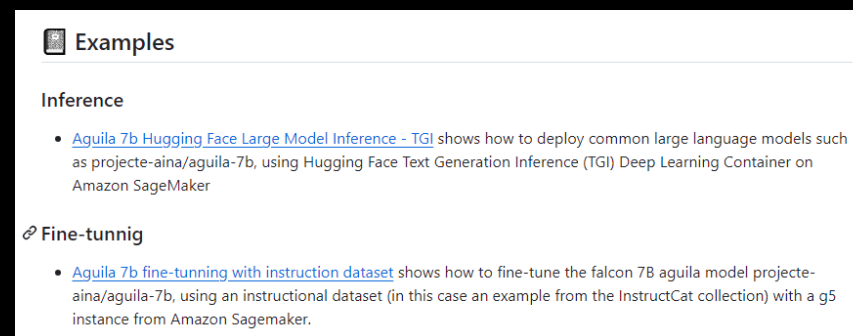 Examples
Inference
Aguila 7b Hugging Face Large Model Inference - TGI shows how to deploy common large language models such
as projecte-aina/aguila-7b, using Hugging Face Text Generation Inference (TGI) Deep Learning Container on
Amazon SageMaker
Fine-tunnig
Aguila 7b fine-tunning with instruction dataset shows how to fine-tune the falcon 7B aguila model projecte-
aina/aguila-7b, using an instructional dataset (in this case an example from the InstructCat collection) with a g5
instance from Amazon Sagemaker.